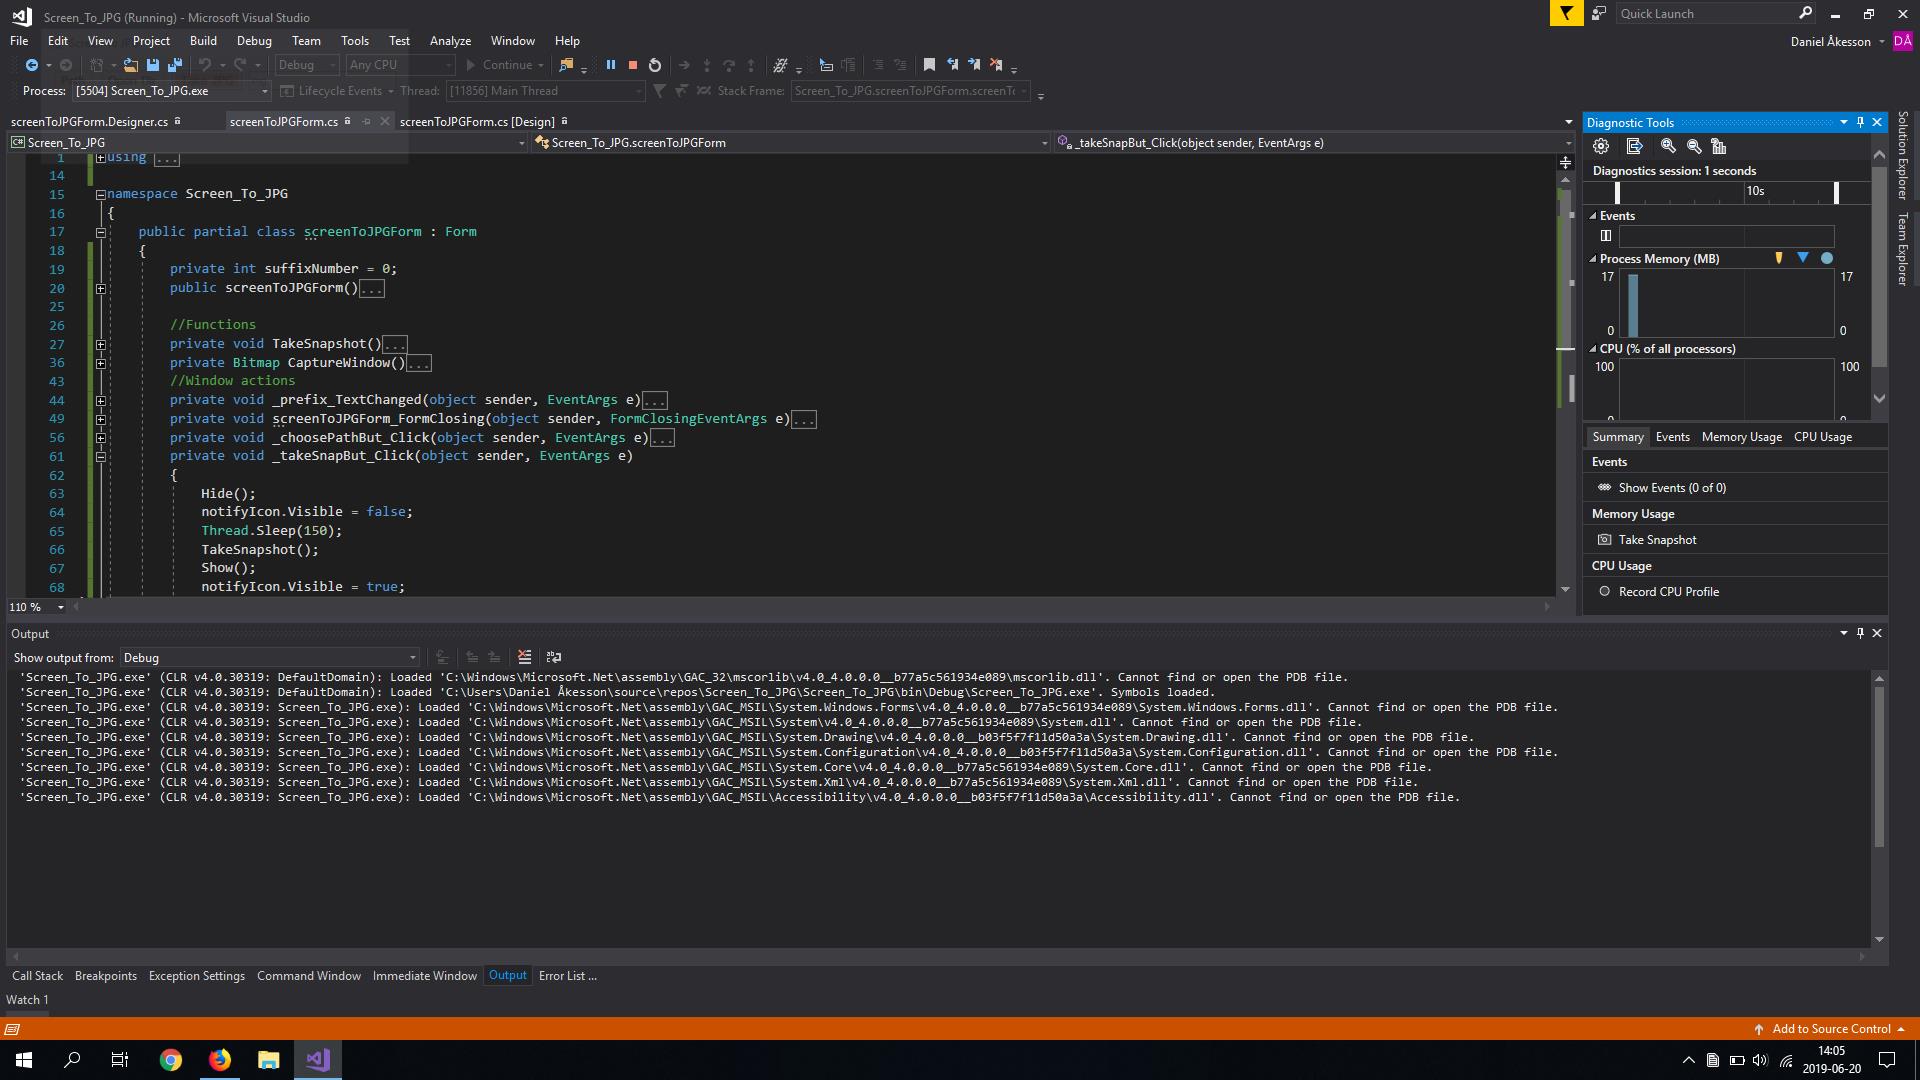 Screen_To_JPG (Running) - Microsoft Visual Studio
Quick Launch
File Edit View Project Build Debug Team Tools Test Analyze Window Help
Daniel Åkesson DÅ
Debug Any CPU Continue
Process: [5504] Screen_To_JPG.exe Lifecycle Events Thread: [11856] Main Thread Stack Frame: Screen_To_JPG.screenToJPGForm.screenTo
screenToJPGForm.Designer.cs screenToJPGForm.cs screenToJPGForm.cs [Design]
C# Screen_To_JPG Screen_To_JPG.screenToJPGForm _takeSnapBut_Click(object sender, EventArgs e)
1 using ...
14
15 namespace Screen_To_JPG
16 {
17 public partial class screenToJPGForm : Form
18 {
19 private int suffixNumber = 0;
20 public screenToJPGForm()...
25
26 //Functions
27 private void TakeSnapshot()...
36 private Bitmap CaptureWindow()...
43 //Window actions
44 private void _prefix_TextChanged(object sender, EventArgs e)...
49 private void screenToJPGForm_FormClosing(object sender, FormClosingEventArgs e)...
56 private void _choosePathBut_Click(object sender, EventArgs e)...
61 private void _takeSnapBut_Click(object sender, EventArgs e)
62 {
63 Hide();
64 notifyIcon.Visible = false;
65 Thread.Sleep(150);
66 TakeSnapshot();
67 Show();
68 notifyIcon.Visible = true;
110 %
Diagnostic Tools
Diagnostics session: 1 seconds
10s
Events
Process Memory (MB)
17 17
0 0
CPU (% of all processors)
100 100
0 0
Summary Events Memory Usage CPU Usage
Events
Show Events (0 of 0)
Memory Usage
Take Snapshot
CPU Usage
Record CPU Profile
Solution Explorer
Team Explorer
Output
Show output from: Debug
'Screen_To_JPG.exe' (CLR v4.0.30319: DefaultDomain): Loaded 'C:\Windows\Microsoft.Net\assembly\GAC_32\mscorlib\v4.0_4.0.0.0__b77a5c561934e089\mscorlib.dll'. Cannot find or open the PDB file.
'Screen_To_JPG.exe' (CLR v4.0.30319: DefaultDomain): Loaded 'C:\Users\Daniel Åkesson\source\repos\Screen_To_JPG\Screen_To_JPG\bin\Debug\Screen_To_JPG.exe'. Symbols loaded.
'Screen_To_JPG.exe' (CLR v4.0.30319: Screen_To_JPG.exe): Loaded 'C:\Windows\Microsoft.Net\assembly\GAC_MSIL\System.Windows.Forms\v4.0_4.0.0.0__b77a5c561934e089\System.Windows.Forms.dll'. Cannot find or open the PDB file.
'Screen_To_JPG.exe' (CLR v4.0.30319: Screen_To_JPG.exe): Loaded 'C:\Windows\Microsoft.Net\assembly\GAC_MSIL\System\v4.0_4.0.0.0__b77a5c561934e089\System.dll'. Cannot find or open the PDB file.
'Screen_To_JPG.exe' (CLR v4.0.30319: Screen_To_JPG.exe): Loaded 'C:\Windows\Microsoft.Net\assembly\GAC_MSIL\System.Drawing\v4.0_4.0.0.0__b03f5f7f11d50a3a\System.Drawing.dll'. Cannot find or open the PDB file.
'Screen_To_JPG.exe' (CLR v4.0.30319: Screen_To_JPG.exe): Loaded 'C:\Windows\Microsoft.Net\assembly\GAC_MSIL\System.Configuration\v4.0_4.0.0.0__b03f5f7f11d50a3a\System.Configuration.dll'. Cannot find or open the PDB file.
'Screen_To_JPG.exe' (CLR v4.0.30319: Screen_To_JPG.exe): Loaded 'C:\Windows\Microsoft.Net\assembly\GAC_MSIL\System.Core\v4.0_4.0.0.0__b77a5c561934e089\System.Core.dll'. Cannot find or open the PDB file.
'Screen_To_JPG.exe' (CLR v4.0.30319: Screen_To_JPG.exe): Loaded 'C:\Windows\Microsoft.Net\assembly\GAC_MSIL\System.Xml\v4.0_4.0.0.0__b77a5c561934e089\System.Xml.dll'. Cannot find or open the PDB file.
'Screen_To_JPG.exe' (CLR v4.0.30319: Screen_To_JPG.exe): Loaded 'C:\Windows\Microsoft.Net\assembly\GAC_MSIL\Accessibility\v4.0_4.0.0.0__b03f5f7f11d50a3a\Accessibility.dll'. Cannot find or open the PDB file.
Call Stack Breakpoints Exception Settings Command Window Immediate Window Output Error List ...
Watch 1
Add to Source Control
14:05
2019-06-20